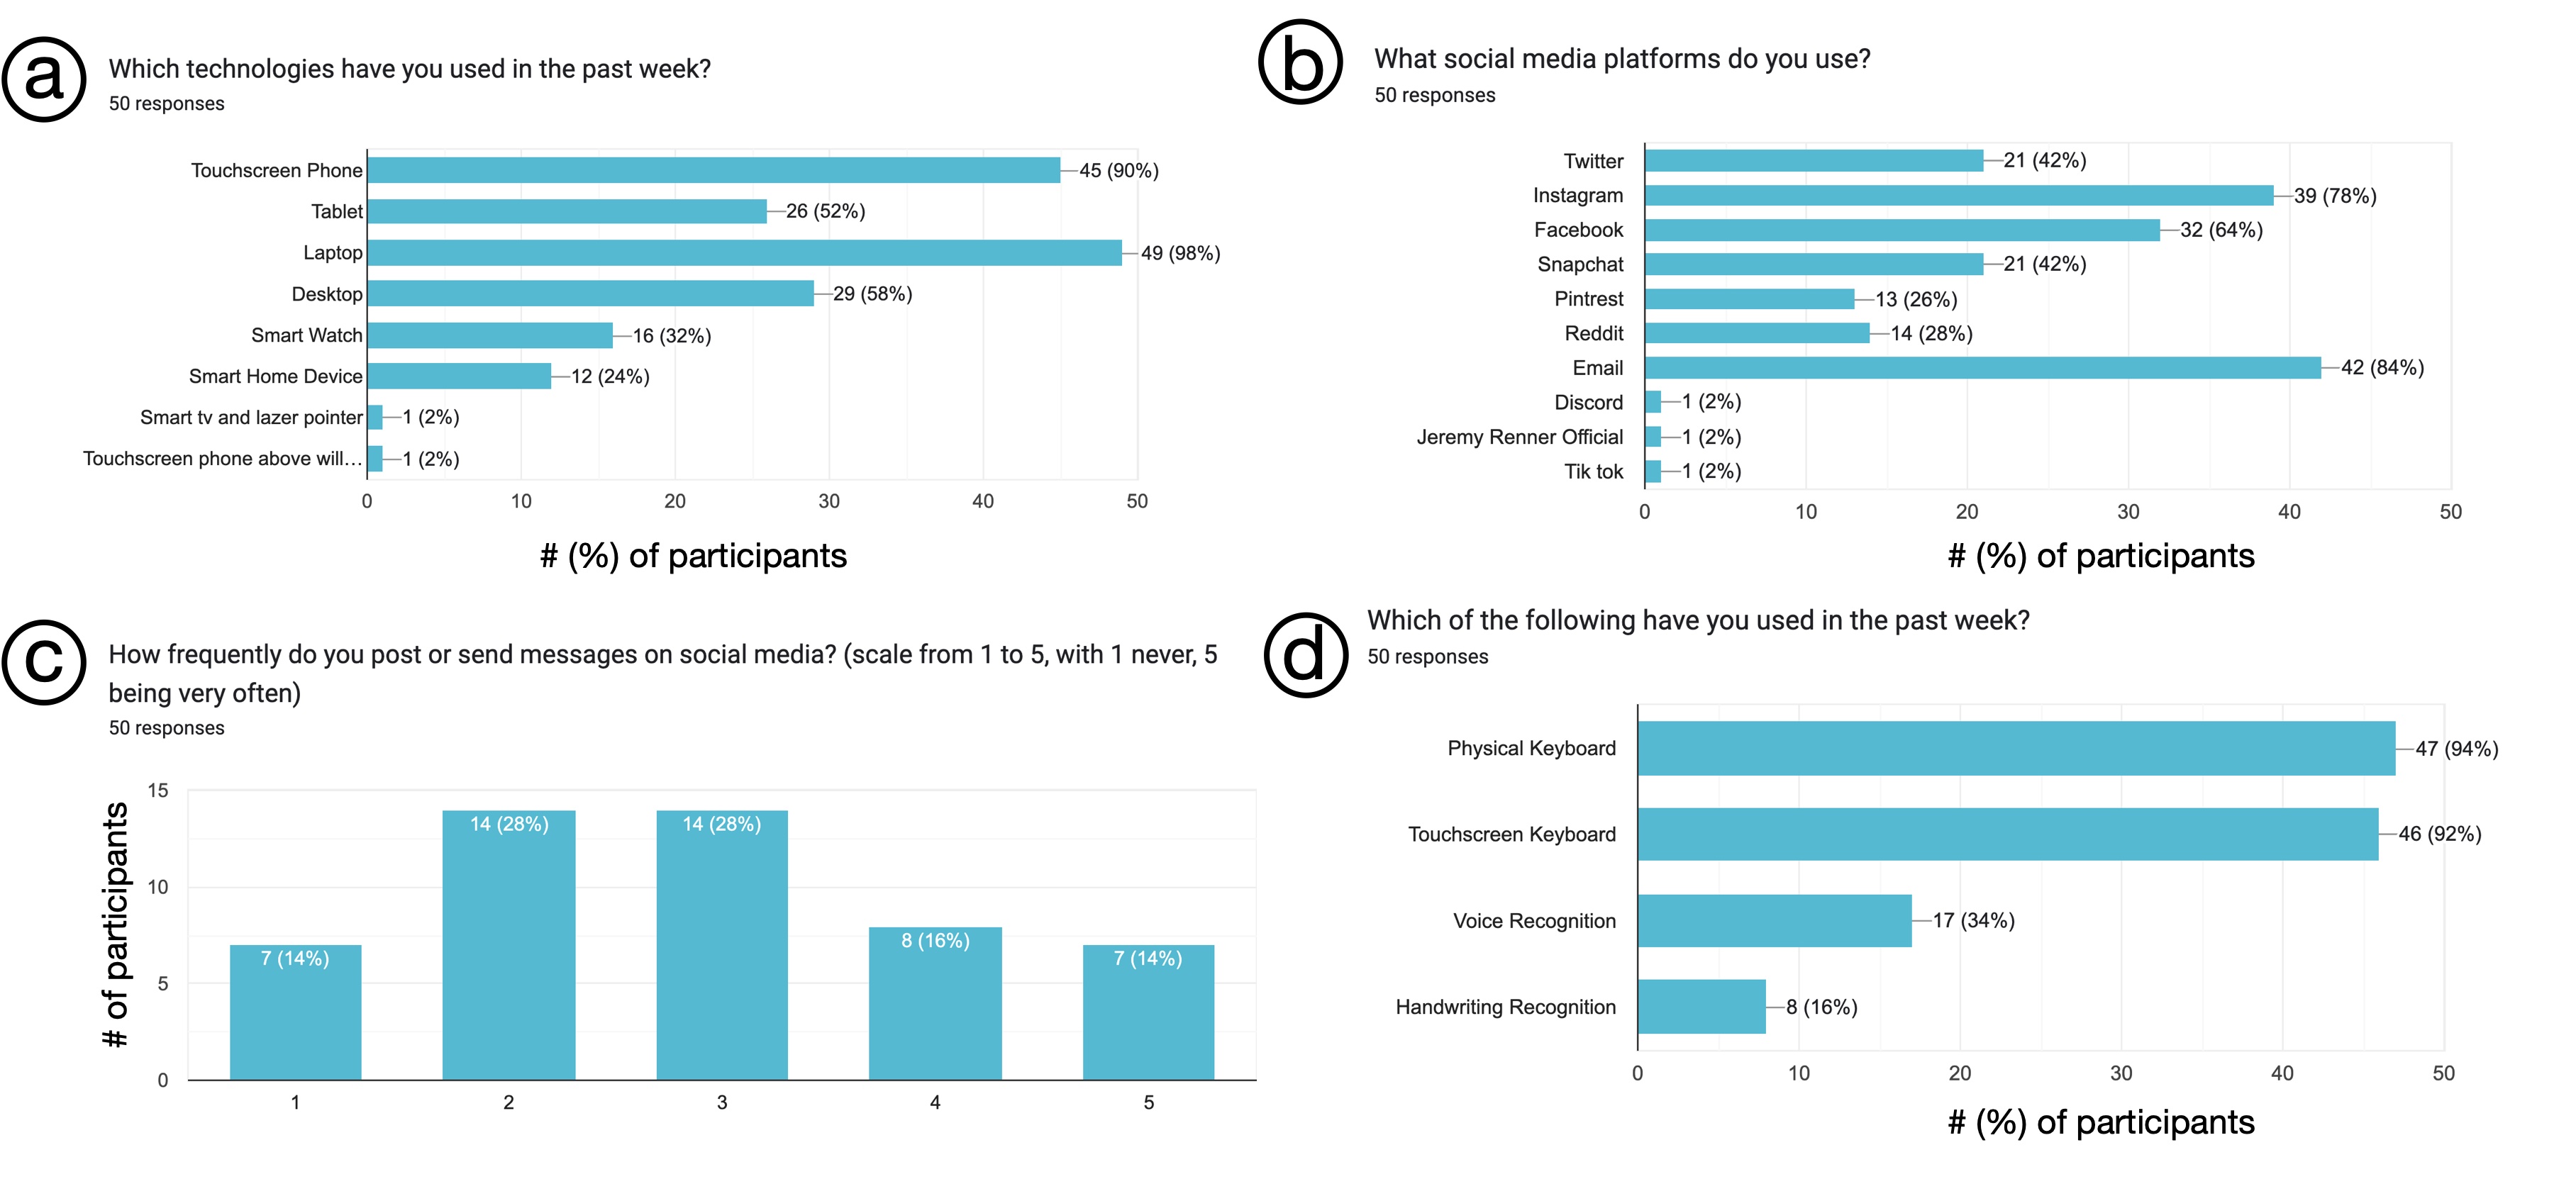 a
Which technologies have you used in the past week?
50 responses
Touchscreen Phone 45 (90%)
Tablet 26 (52%)
Laptop 49 (98%)
Desktop 29 (58%)
Smart Watch 16 (32%)
Smart Home Device 12 (24%)
Smart tv and lazer pointer 1 (2%)
Touchscreen phone above will... 1 (2%)
0 10 20 30 40 50
# (%) of participants
b
What social media platforms do you use?
50 responses
Twitter 21 (42%)
Instagram 39 (78%)
Facebook 32 (64%)
Snapchat 21 (42%)
Pintrest 13 (26%)
Reddit 14 (28%)
Email 42 (84%)
Discord 1 (2%)
Jeremy Renner Official 1 (2%)
Tik tok 1 (2%)
0 10 20 30 40 50
# (%) of participants
c
How frequently do you post or send messages on social media? (scale from 1 to 5, with 1 never, 5
being very often)
50 responses
# of participants
15
10
5
0
7 (14%) 14 (28%) 14 (28%) 8 (16%) 7 (14%)
1 2 3 4 5
d
Which of the following have you used in the past week?
50 responses
Physical Keyboard 47 (94%)
Touchscreen Keyboard 46 (92%)
Voice Recognition 17 (34%)
Handwriting Recognition 8 (16%)
0 10 20 30 40 50
# (%) of participants